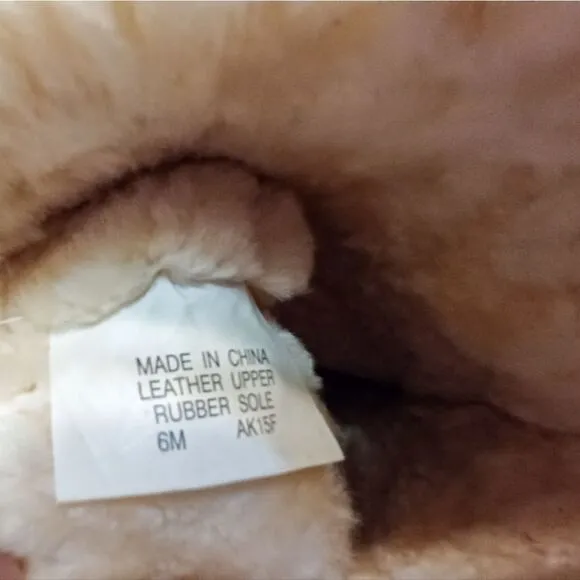 MADE IN CHINA
LEATHER UPPER
RUBBER SOLE
6M AK15F